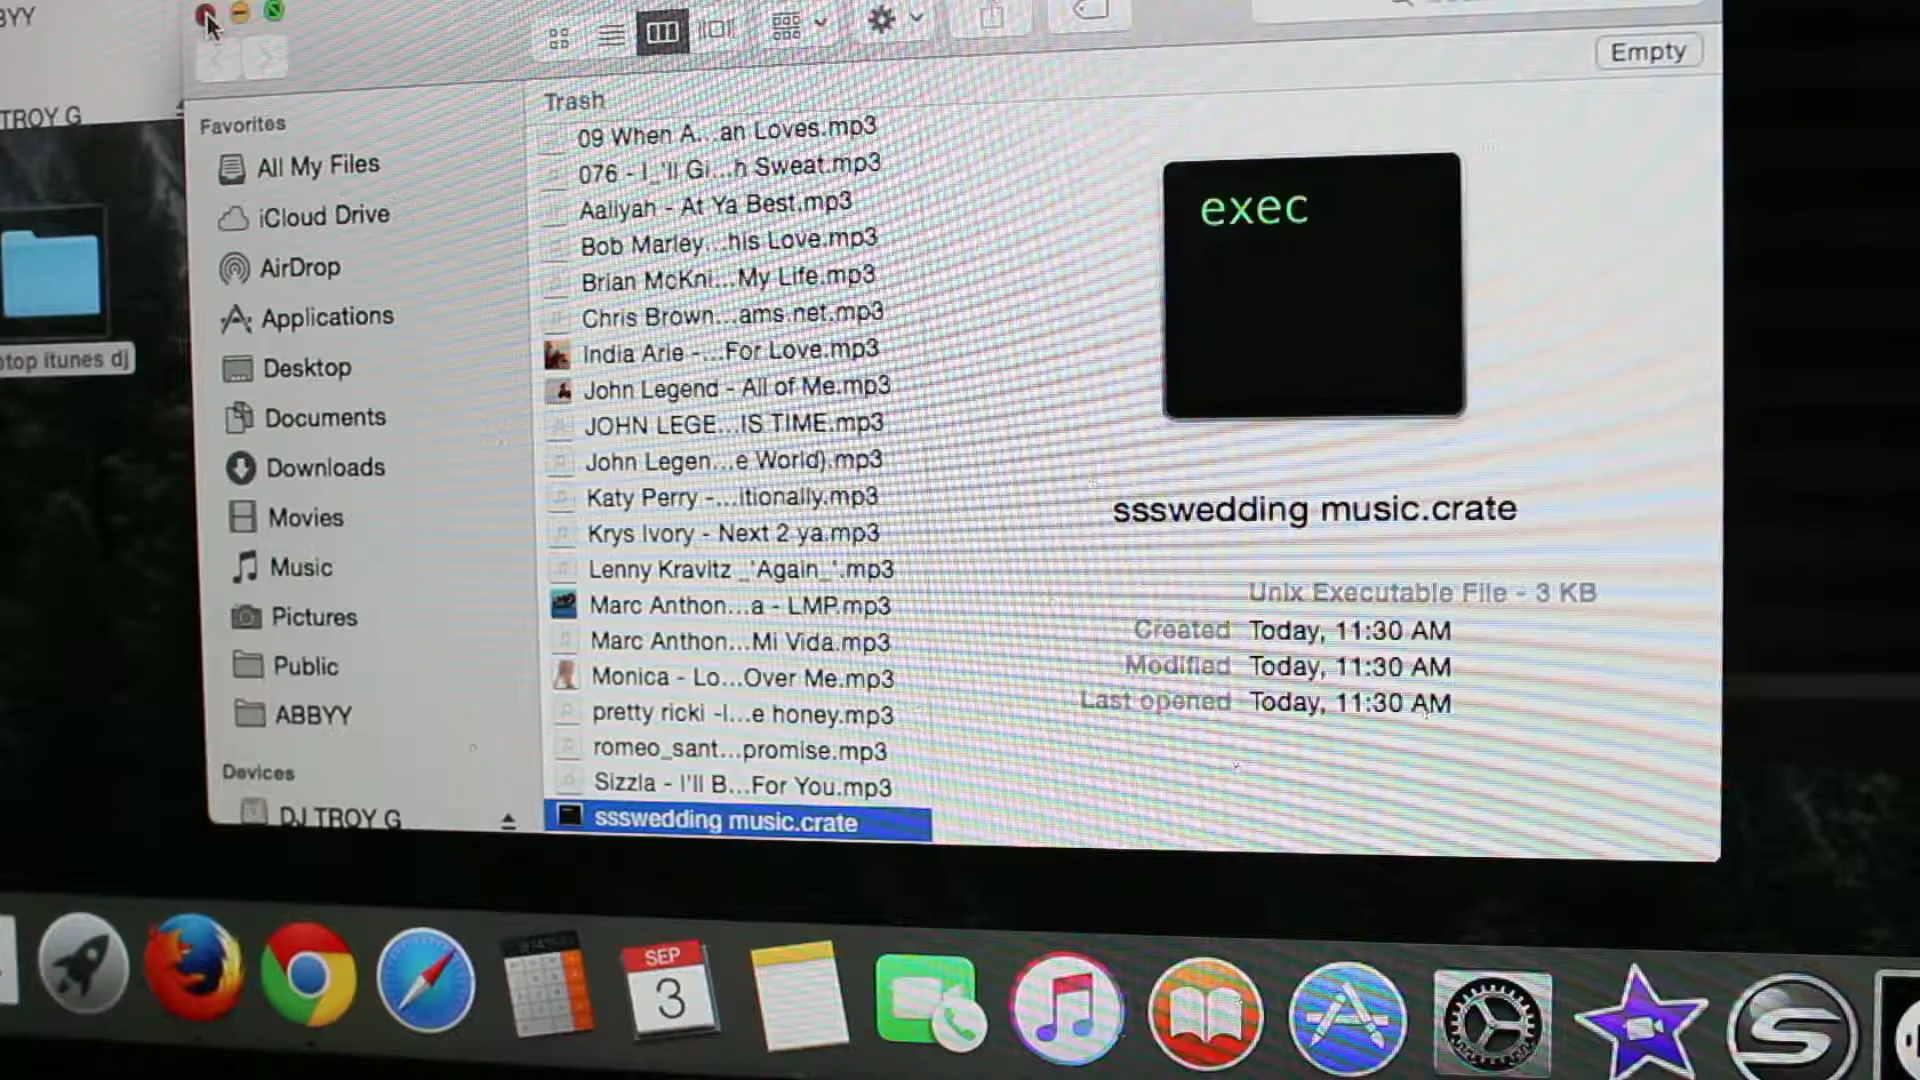 BYY
TROY G
top itunes dj
Empty
Favorites
All My Files
iCloud Drive
AirDrop
Applications
Desktop
Documents
Downloads
Movies
Music
Pictures
Public
ABBYY
Devices
DJ TROY G
Trash
09 When A...an Loves.mp3
076 - I_'ll Gi...h Sweat.mp3
Aaliyah - At Ya Best.mp3
Bob Marley...his Love.mp3
Brian McKni...My Life.mp3
Chris Brown...ams.net.mp3
India Arie -...For Love.mp3
John Legend - All of Me.mp3
JOHN LEGE...IS TIME.mp3
John Legen...e World).mp3
Katy Perry -...itionally.mp3
Krys Ivory - Next 2 ya.mp3
Lenny Kravitz _'Again_'.mp3
Marc Anthon...a - LMP.mp3
Marc Anthon...Mi Vida.mp3
Monica - Lo...Over Me.mp3
pretty ricki -I...e honey.mp3
romeo_sant...promise.mp3
Sizzla - I'll B...For You.mp3
ssswedding music.crate
exec
ssswedding music.crate
Unix Executable File - 3 KB
Created Today, 11:30 AM
Modified Today, 11:30 AM
Last opened Today, 11:30 AM
SEP
3